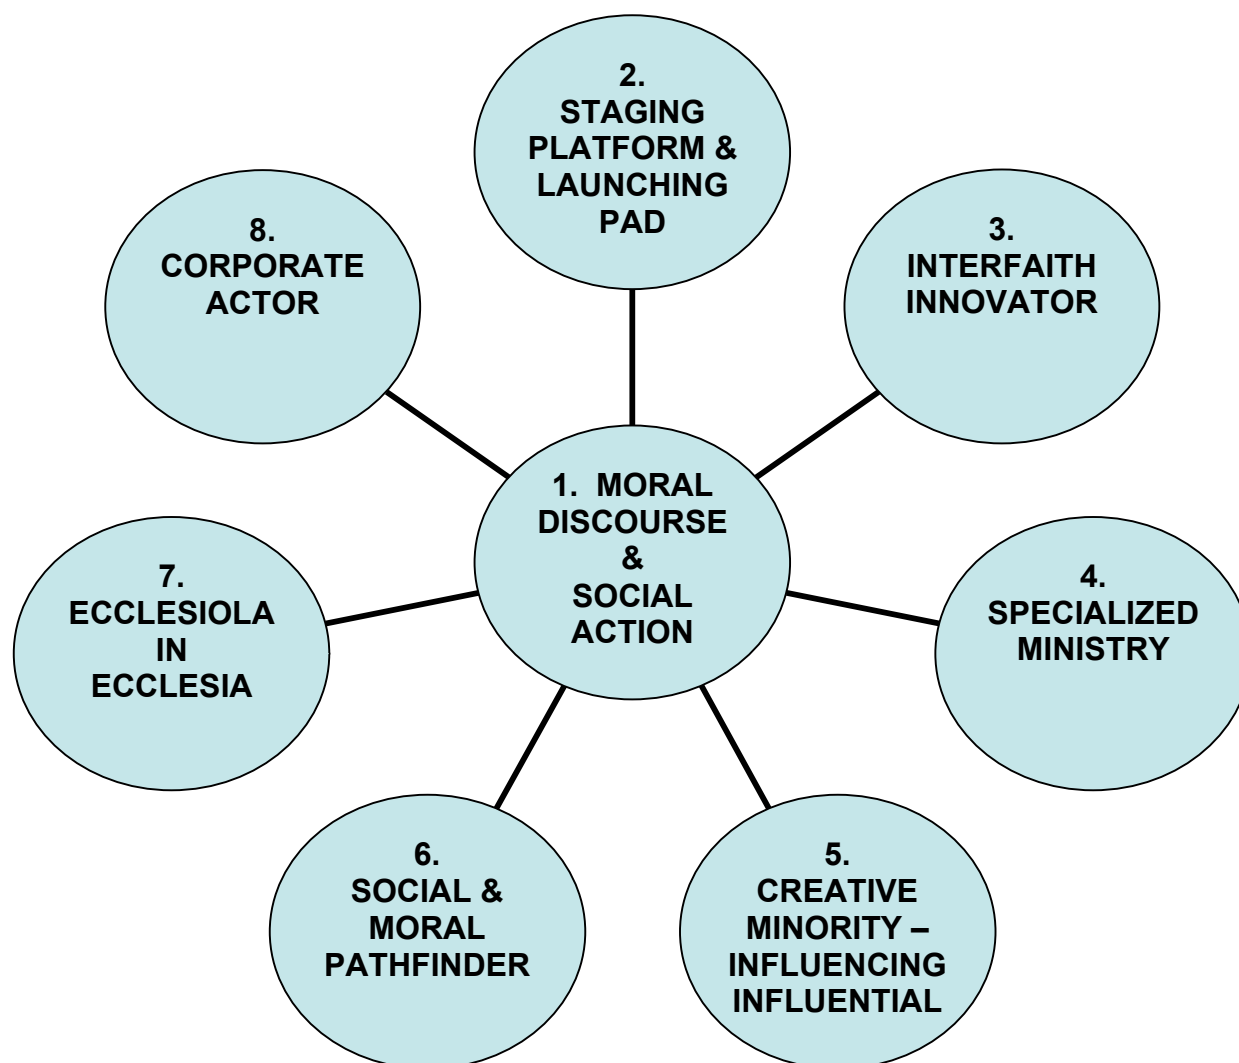 1. MORAL
DISCOURSE
&
SOCIAL
ACTION
2.
STAGING
PLATFORM &
LAUNCHING
PAD
3.
INTERFAITH
INNOVATOR
4.
SPECIALIZED
MINISTRY
5.
CREATIVE
MINORITY –
INFLUENCING
INFLUENTIAL
6.
SOCIAL &
MORAL
PATHFINDER
7.
ECCLESIOLA
IN
ECCLESIA
8.
CORPORATE
ACTOR